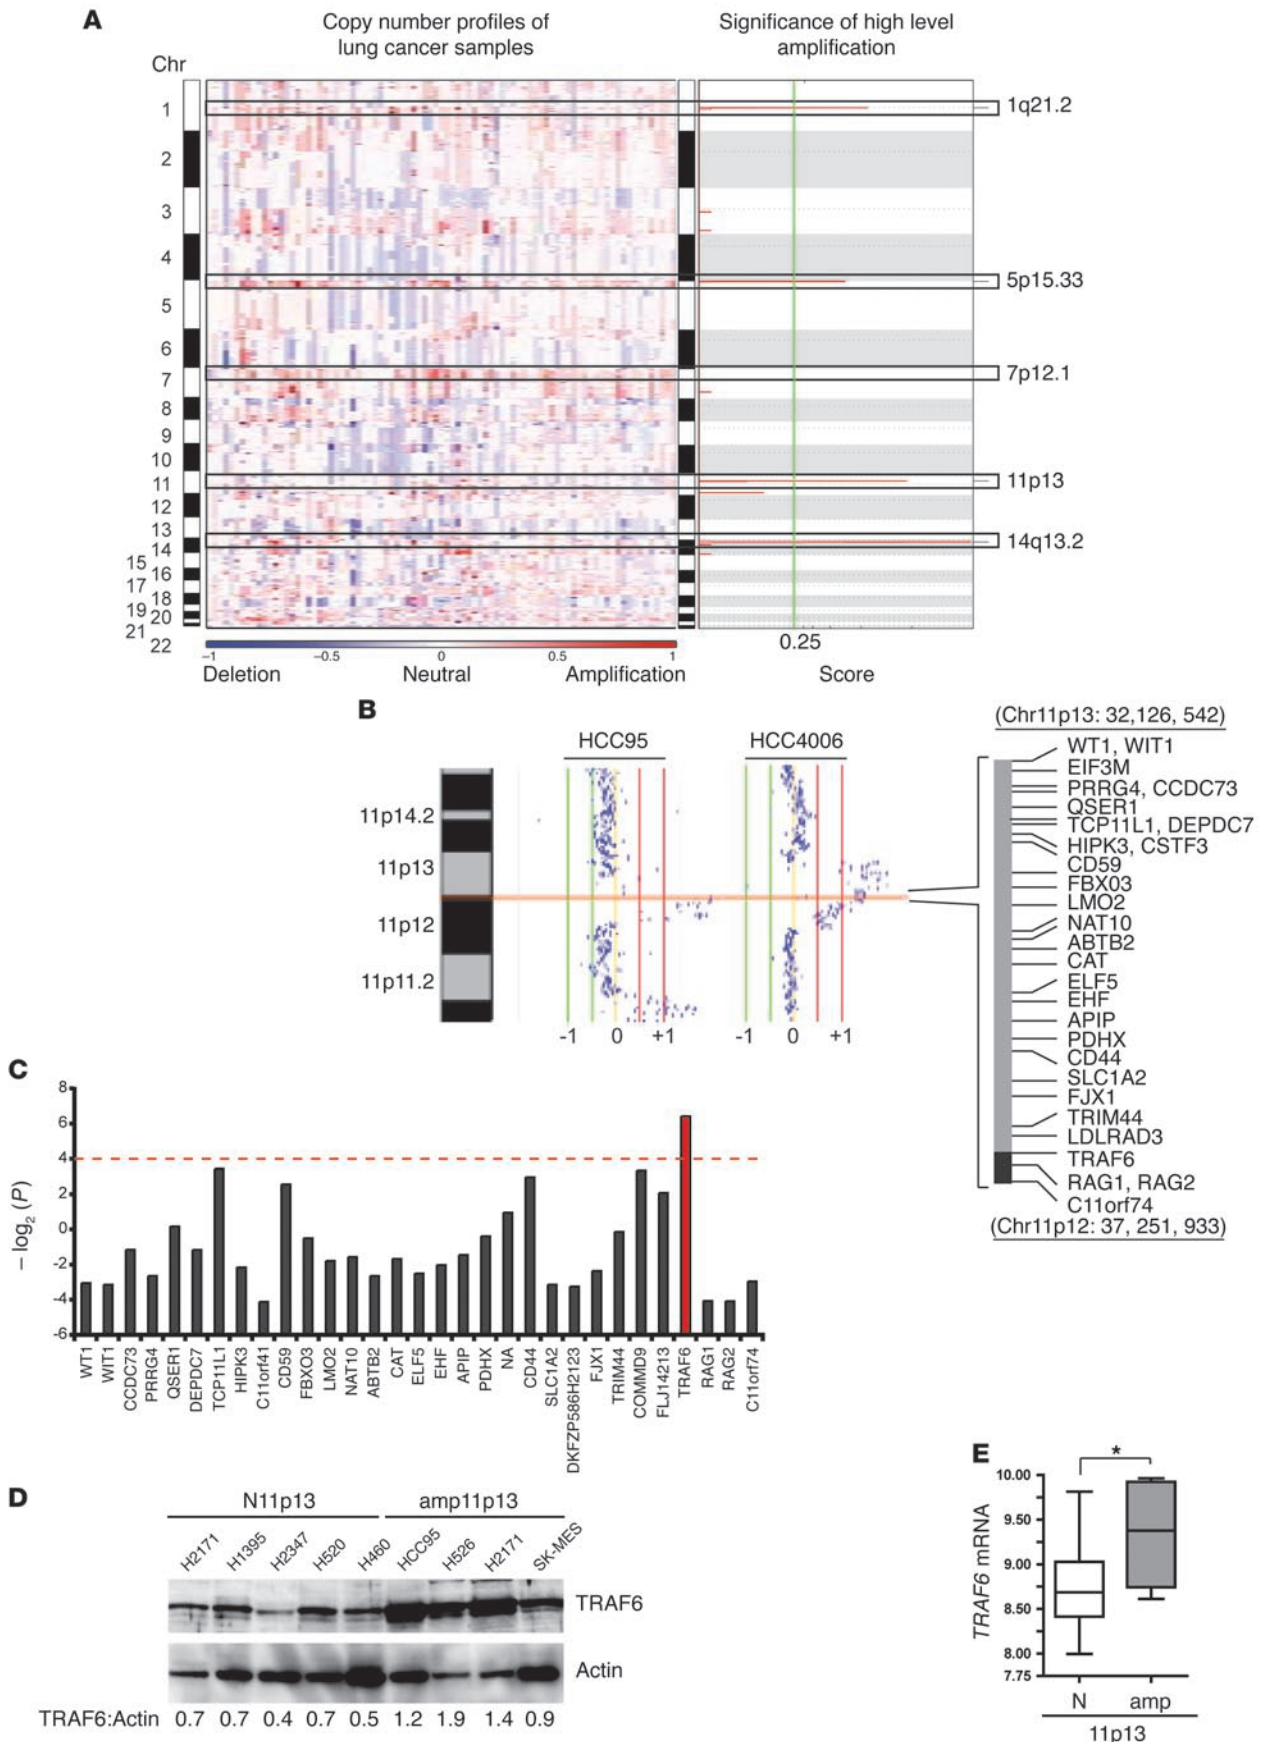 A
Copy number profiles of
lung cancer samples
Significance of high level
amplification
Chr
1
2
3
4
5
6
7
8
9
10
11
12
13
14
15
16
17
18
19
20
21
22
1q21.2
5p15.33
7p12.1
11p13
14q13.2
−1 −0.5 0 0.5 1
Deletion Neutral Amplification
0.25
Score
B
HCC95 HCC4006
11p14.2
11p13
11p12
11p11.2
-1 0 +1 -1 0 +1
(Chr11p13: 32,126, 542)
WT1, WIT1
EIF3M
PRRG4, CCDC73
QSER1
TCP11L1, DEPDC7
HIPK3, CSTF3
CD59
FBX03
LMO2
NAT10
ABTB2
CAT
ELF5
EHF
APIP
PDHX
CD44
SLC1A2
FJX1
TRIM44
LDLRAD3
TRAF6
RAG1, RAG2
C11orf74
(Chr11p12: 37, 251, 933)
C
− log2 (P)
8
6
4
2
0
-2
-4
-6
WT1
WIT1
CCDC73
PRRG4
QSER1
DEPDC7
TCP11L1
HIPK3
C11orf41
CD59
FBXO3
LMO2
NAT10
ABTB2
CAT
ELF5
EHF
APIP
PDHX
NA
CD44
SLC1A2
DKFZP586H2123
FJX1
TRIM44
COMMD9
FLJ14213
TRAF6
RAG1
RAG2
C11orf74
D
N11p13 amp11p13
H2171 H1395 H2347 H520 H460 HCC95 H526 H2171 SK-MES
TRAF6
Actin
TRAF6:Actin 0.7 0.7 0.4 0.7 0.5 1.2 1.9 1.4 0.9
E
*
TRAF6 mRNA
10.00
9.50
9.00
8.50
8.00
7.75
N amp
11p13